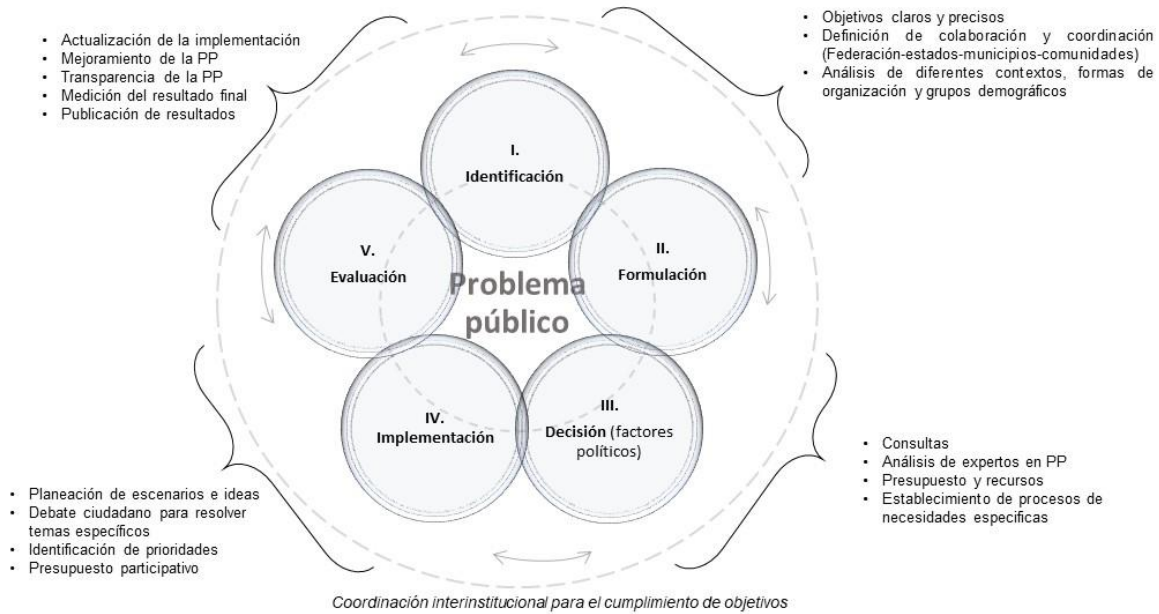 • Actualización de la implementación
• Mejoramiento de la PP
• Transparencia de la PP
• Medición del resultado final
• Publicación de resultados
• Objetivos claros y precisos
• Definición de colaboración y coordinación
(Federación-estados-municipios-comunidades)
• Análisis de diferentes contextos, formas de
organización y grupos demográficos
I.
Identificación
II.
Formulación
III.
Decisión (factores
políticos)
IV.
Implementación
V.
Evaluación
Problema
público
• Consultas
• Análisis de expertos en PP
• Presupuesto y recursos
• Establecimiento de procesos de
necesidades especificas
• Planeación de escenarios e ideas
• Debate ciudadano para resolver
temas específicos
• Identificación de prioridades
• Presupuesto participativo
Coordinación interinstitucional para el cumplimiento de objetivos